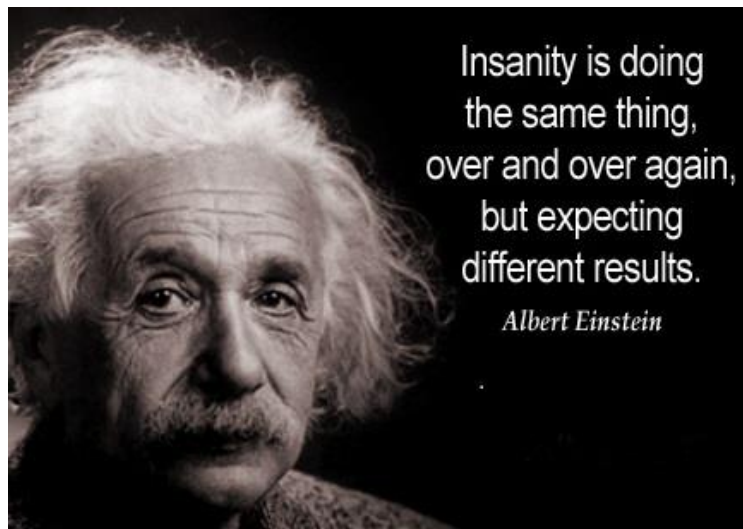 Insanity is doing
the same thing,
over and over again,
but expecting
different results.
Albert Einstein